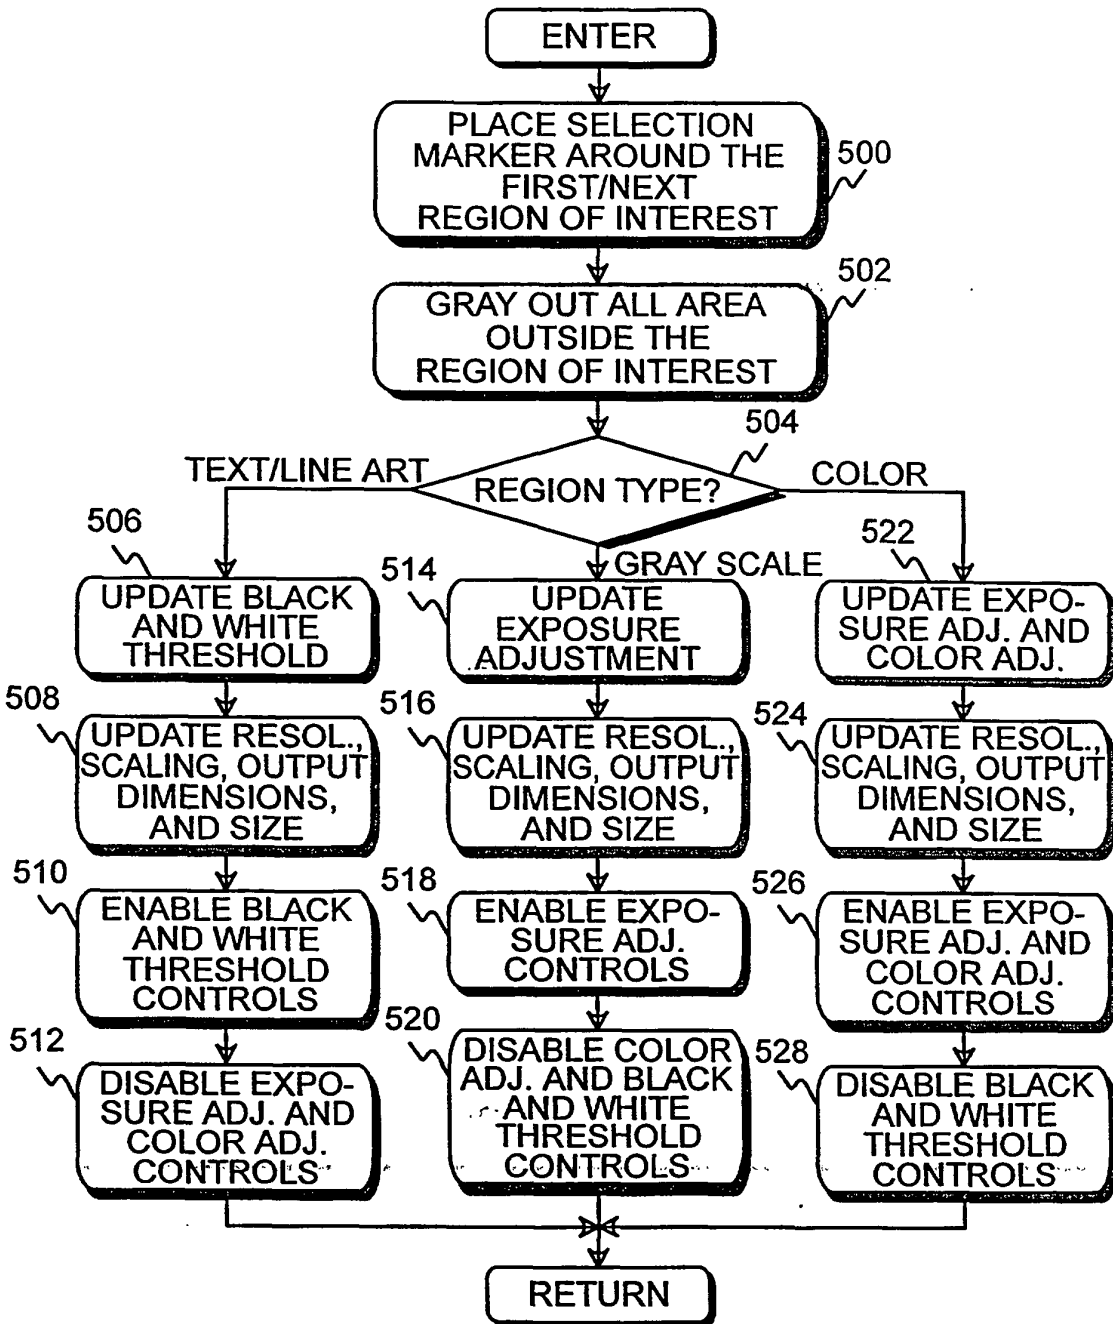 ENTER
PLACE SELECTION
MARKER AROUND THE
FIRST/NEXT
REGION OF INTEREST
500
GRAY OUT ALL AREA
OUTSIDE THE
REGION OF INTEREST
502
REGION TYPE?
504
TEXT/LINE ART
GRAY SCALE
COLOR
506
UPDATE BLACK
AND WHITE
THRESHOLD
508
UPDATE RESOL.,
SCALING, OUTPUT
DIMENSIONS,
AND SIZE
510
ENABLE BLACK
AND WHITE
THRESHOLD
CONTROLS
512
DISABLE EXPO-
SURE ADJ. AND
COLOR ADJ.
CONTROLS
514
UPDATE
EXPOSURE
ADJUSTMENT
516
UPDATE RESOL.,
SCALING, OUTPUT
DIMENSIONS,
AND SIZE
518
ENABLE EXPO-
SURE ADJ.
CONTROLS
520
DISABLE COLOR
ADJ. AND BLACK
AND WHITE
THRESHOLD
CONTROLS
522
UPDATE EXPO-
SURE ADJ. AND
COLOR ADJ.
524
UPDATE RESOL.,
SCALING, OUTPUT
DIMENSIONS,
AND SIZE
526
ENABLE EXPO-
SURE ADJ. AND
COLOR ADJ.
CONTROLS
528
DISABLE BLACK
AND WHITE
THRESHOLD
CONTROLS
RETURN